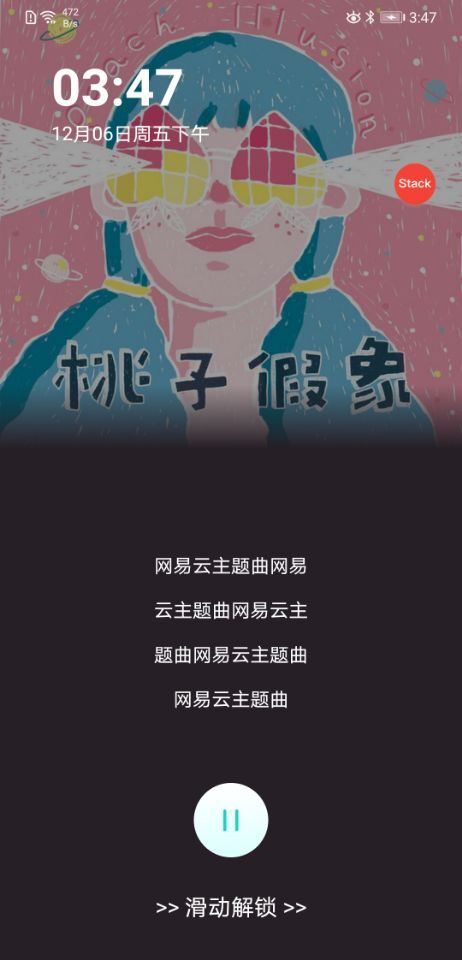 472
B/s
3:47
Peach Illusion
03:47
12月06日周五下午
Stack
桃子假象
网易云主题曲网易
云主题曲网易云主
题曲网易云主题曲
网易云主题曲
>> 滑动解锁 >>